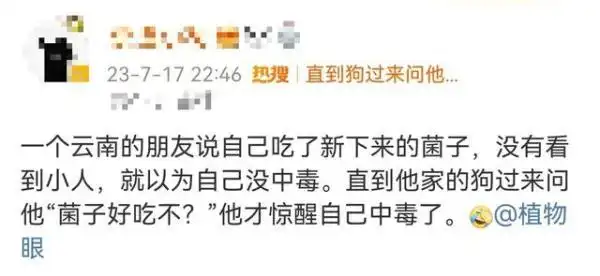 23-7-17 22:46 热搜 | 直到狗过来问他...
一个云南的朋友说自己吃了新下来的菌子，没有看
到小人，就以为自己没中毒。直到他家的狗过来问
他“菌子好吃不？”他才惊醒自己中毒了。@植物
眼